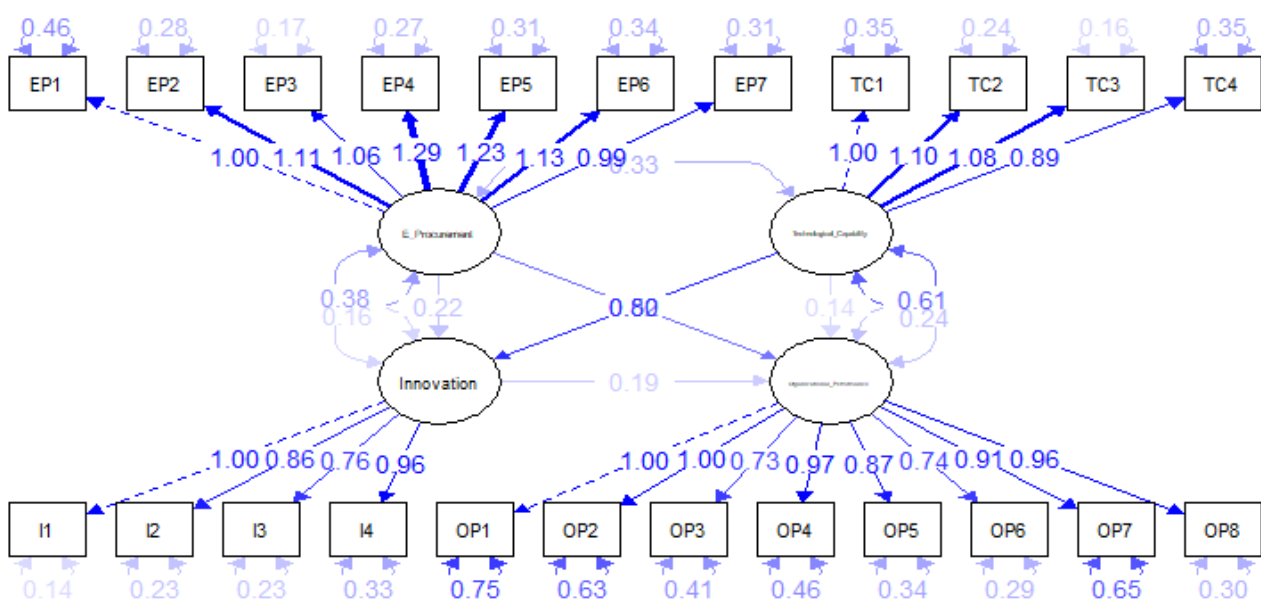 0.46 0.28 0.17 0.27 0.31 0.34 0.31 0.35 0.24 0.16 0.35
EP1 EP2 EP3 EP4 EP5 EP6 EP7 TC1 TC2 TC3 TC4
1.00 1.11 1.06 1.29 1.23 1.13 0.99 0.33 1.00 1.10 1.08 0.89
E_Procurement Technological_Capability
0.38 0.22 0.80 0.14 0.61
0.16 0.24
Innovation 0.19
1.00 0.86 0.76 0.96 1.00 1.00 0.73 0.97 0.87 0.74 0.91 0.96
I1 I2 I3 I4 OP1 OP2 OP3 OP4 OP5 OP6 OP7 OP8
0.14 0.23 0.23 0.33 0.75 0.63 0.41 0.46 0.34 0.29 0.65 0.30